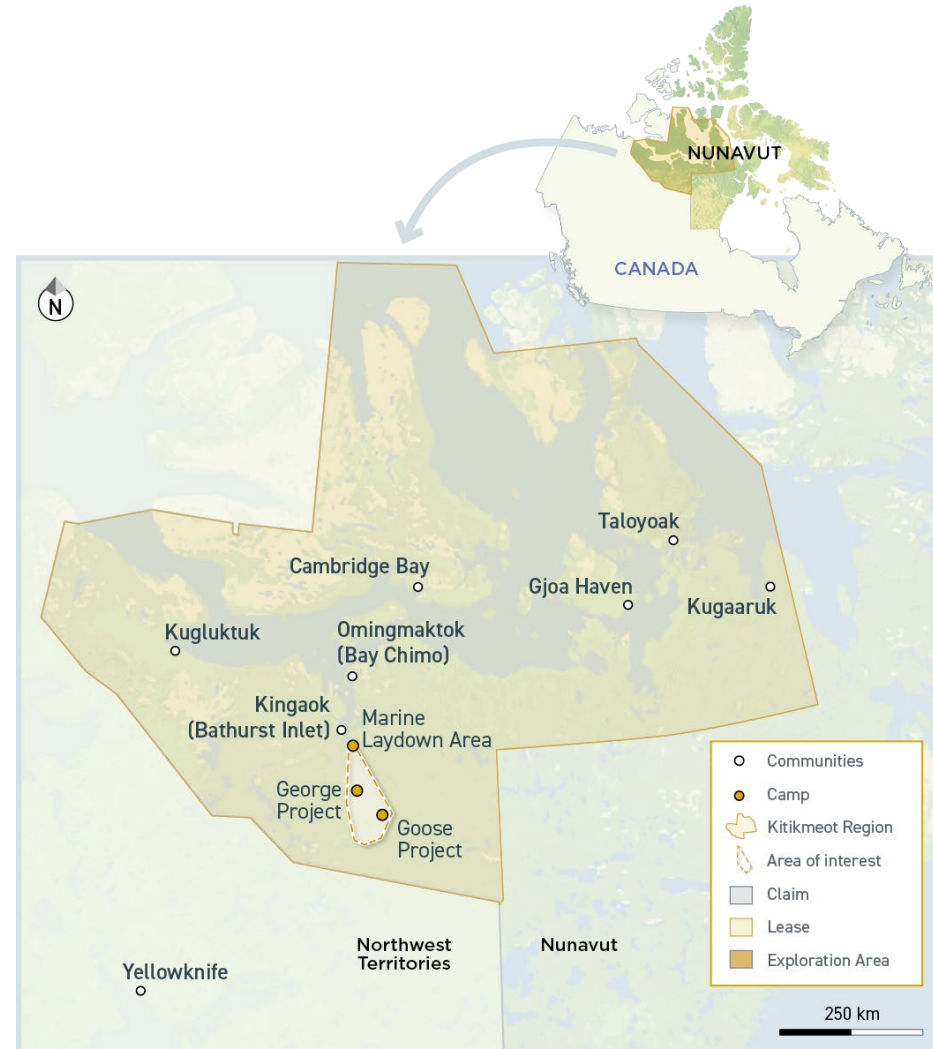 NUNAVUT
CANADA
N
Taloyoak
Cambridge Bay
Gjoa Haven
Kugaaruk
Kugluktuk
Omingmaktok
(Bay Chimo)
Kingaok
(Bathurst Inlet)
Marine
Laydown Area
George
Project
Goose
Project
Northwest
Territories
Nunavut
Yellowknife
Communities
Camp
Kitikmeot Region
Area of interest
Claim
Lease
Exploration Area
250 km